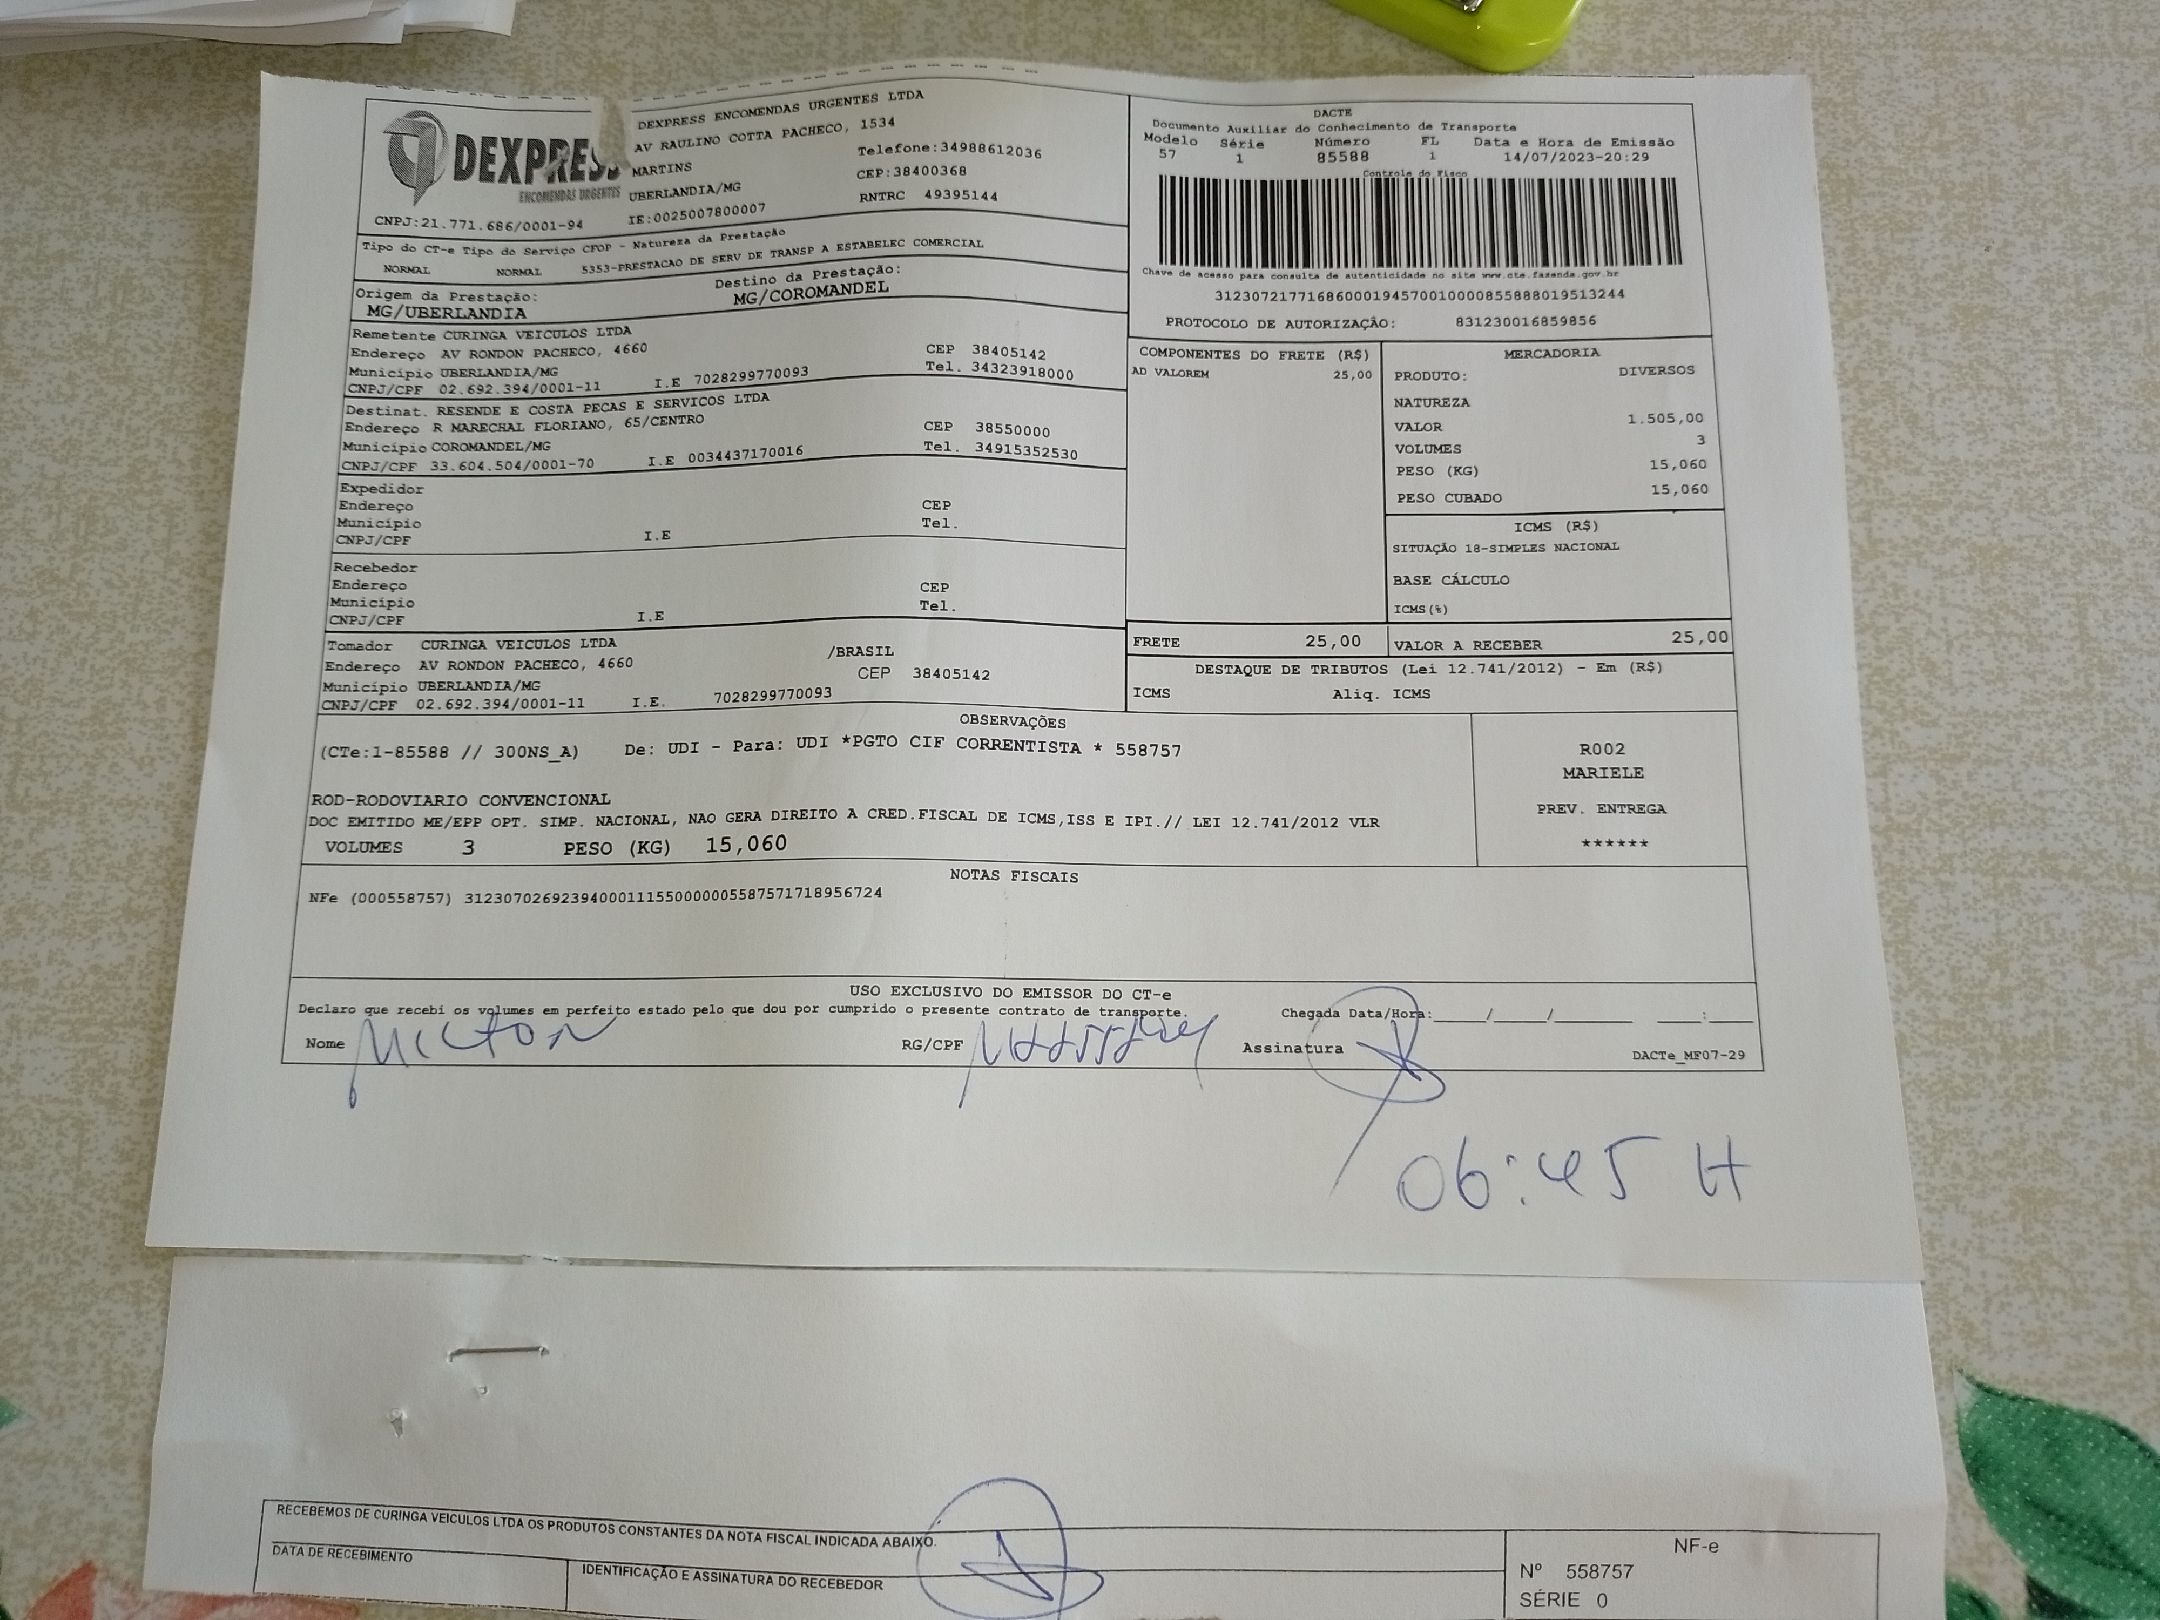 DEXPRESS
ENCOMENDAS URGENTES
CNPJ:21.771.686/0001-94
DEXPRESS ENCOMENDAS URGENTES LTDA
AV RAULINO COTTA PACHECO, 1534
MARTINS Telefone:34988612036
CEP:38400368
UBERLANDIA/MG
IE:0025007800007 RNTRC 49395144
DACTE
Documento Auxiliar do Conhecimento de Transporte
Modelo Série Número FL Data e Hora de Emissão
57 1 85588 1 14/07/2023-20:29
Controle do Fisco
Chave de acesso para consulta de autenticidade no site www.cte.fazenda.gov.br
31230721771686000194570010000855888019513244
PROTOCOLO DE AUTORIZAÇÃO: 831230016859856
Tipo do CT-e Tipo do Serviço CFOP - Natureza da Prestação
NORMAL NORMAL 5353-PRESTACAO DE SERV DE TRANSP A ESTABELEC COMERCIAL
Origem da Prestação: Destino da Prestação:
MG/UBERLANDIA MG/COROMANDEL
Remetente CURINGA VEICULOS LTDA
Endereço AV RONDON PACHECO, 4660 CEP 38405142
Município UBERLANDIA/MG Tel. 34323918000
CNPJ/CPF 02.692.394/0001-11 I.E 7028299770093
Destinat. RESENDE E COSTA PECAS E SERVICOS LTDA
Endereço R MARECHAL FLORIANO, 65/CENTRO CEP 38550000
Município COROMANDEL/MG Tel. 34915352530
CNPJ/CPF 33.604.504/0001-70 I.E 0034437170016
Expedidor
Endereço CEP
Município Tel.
CNPJ/CPF I.E
Recebedor
Endereço CEP
Município Tel.
CNPJ/CPF I.E
Tomador CURINGA VEICULOS LTDA /BRASIL
Endereço AV RONDON PACHECO, 4660 CEP 38405142
Município UBERLANDIA/MG
CNPJ/CPF 02.692.394/0001-11 I.E. 7028299770093
COMPONENTES DO FRETE (R$)
AD VALOREM 25,00
MERCADORIA
PRODUTO: DIVERSOS
NATUREZA
VALOR 1.505,00
VOLUMES 3
PESO (KG) 15,060
PESO CUBADO 15,060
ICMS (R$)
SITUAÇÃO 18-SIMPLES NACIONAL
BASE CÁLCULO
ICMS(%)
FRETE 25,00 VALOR A RECEBER 25,00
DESTAQUE DE TRIBUTOS (Lei 12.741/2012) - Em (R$)
ICMS Aliq. ICMS
OBSERVAÇÕES
(CTe:1-85588 // 300NS_A) De: UDI - Para: UDI *PGTO CIF CORRENTISTA * 558757
ROD-RODOVIARIO CONVENCIONAL
DOC EMITIDO ME/EPP OPT. SIMP. NACIONAL, NAO GERA DIREITO A CRED.FISCAL DE ICMS,ISS E IPI.// LEI 12.741/2012 VLR
VOLUMES 3 PESO (KG) 15,060
R002
MARIELE
PREV. ENTREGA
******
NOTAS FISCAIS
NFe (000558757) 31230702692394000111550000005587571718956724
USO EXCLUSIVO DO EMISSOR DO CT-e
Declaro que recebi os volumes em perfeito estado pelo que dou por cumprido o presente contrato de transporte. Chegada Data/Hora:____/____/______ ___:___
Nome Milton RG/CPF Assinatura
DACTe_MF07-29
06:45 H
RECEBEMOS DE CURINGA VEICULOS LTDA OS PRODUTOS CONSTANTES DA NOTA FISCAL INDICADA ABAIXO.
DATA DE RECEBIMENTO IDENTIFICAÇÃO E ASSINATURA DO RECEBEDOR
NF-e
Nº 558757
SÉRIE 0